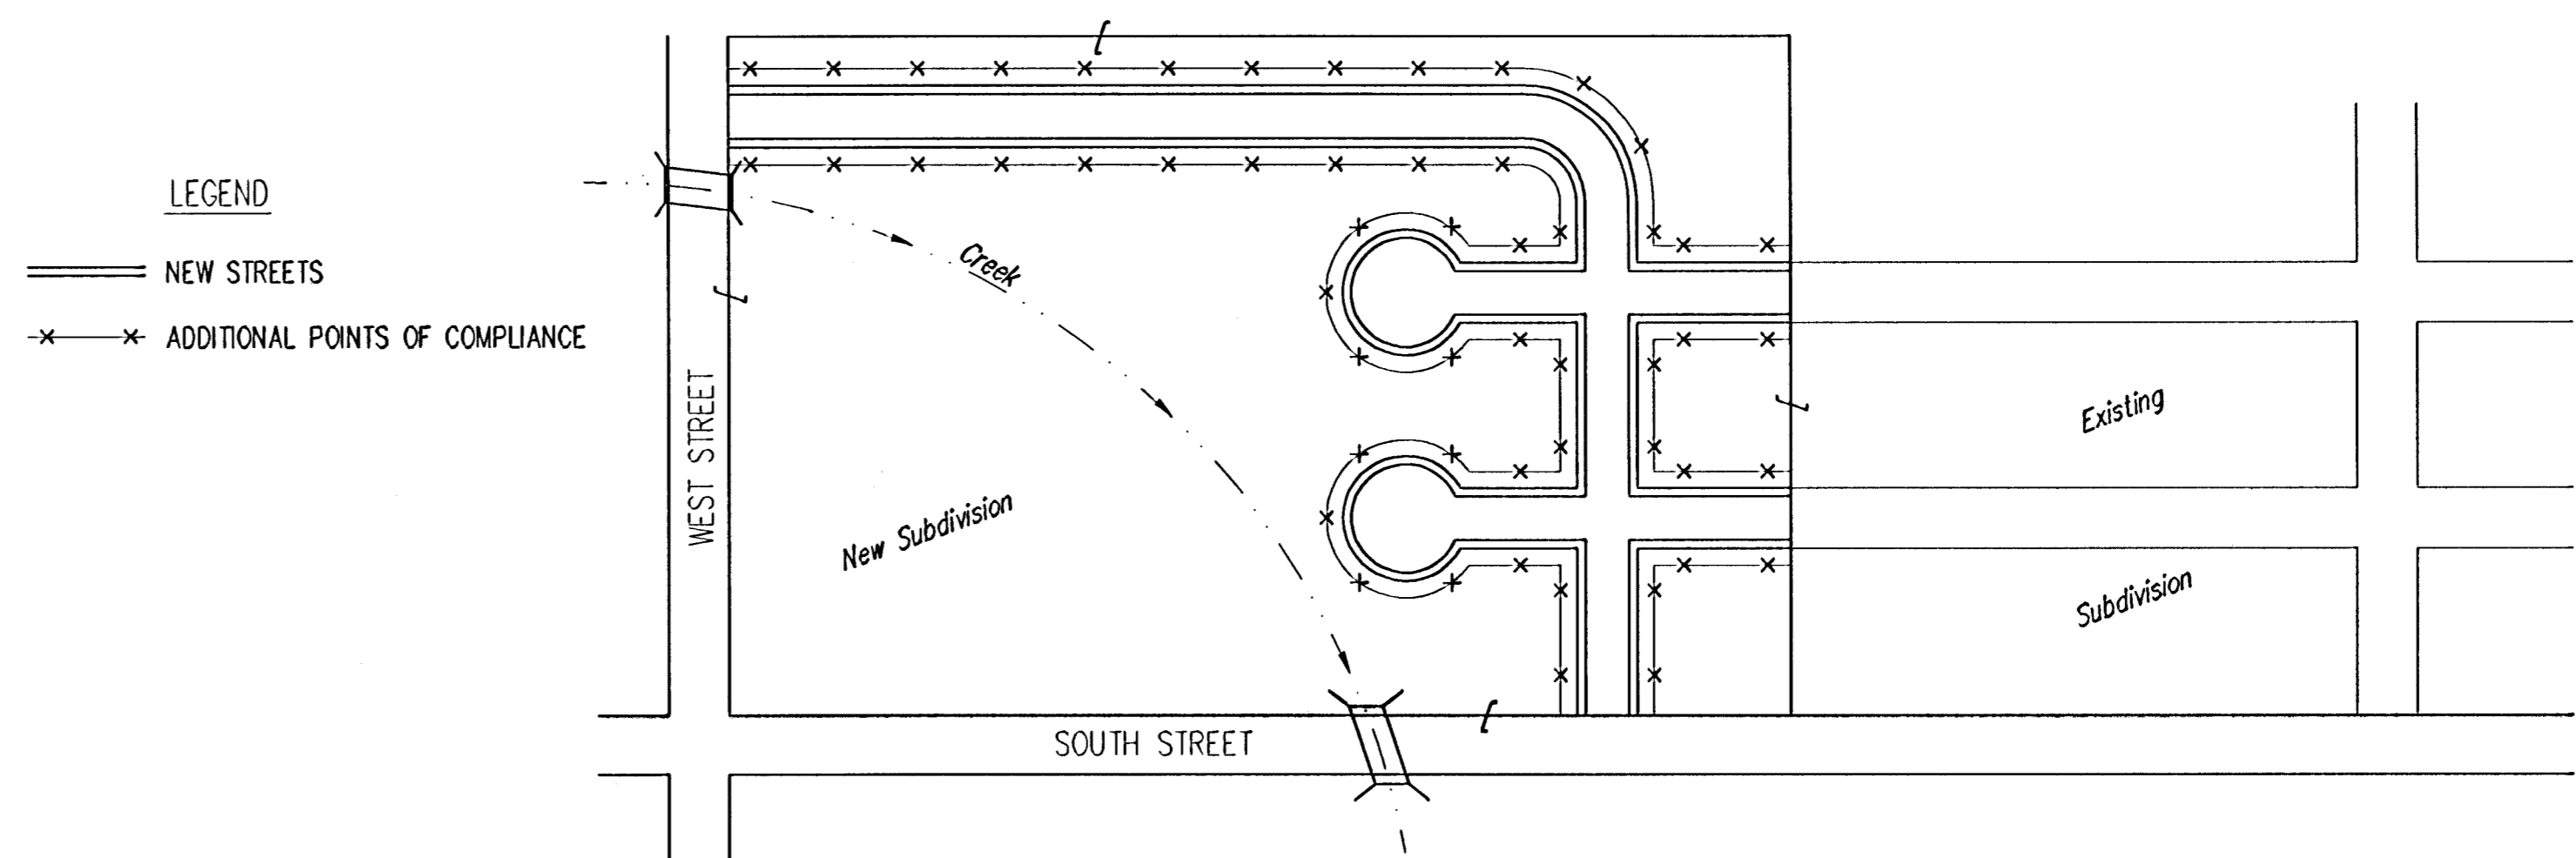 LEGEND
NEW STREETS
ADDITIONAL POINTS OF COMPLIANCE
WEST STREET
Creek
New Subdivision
SOUTH STREET
Existing
Subdivision